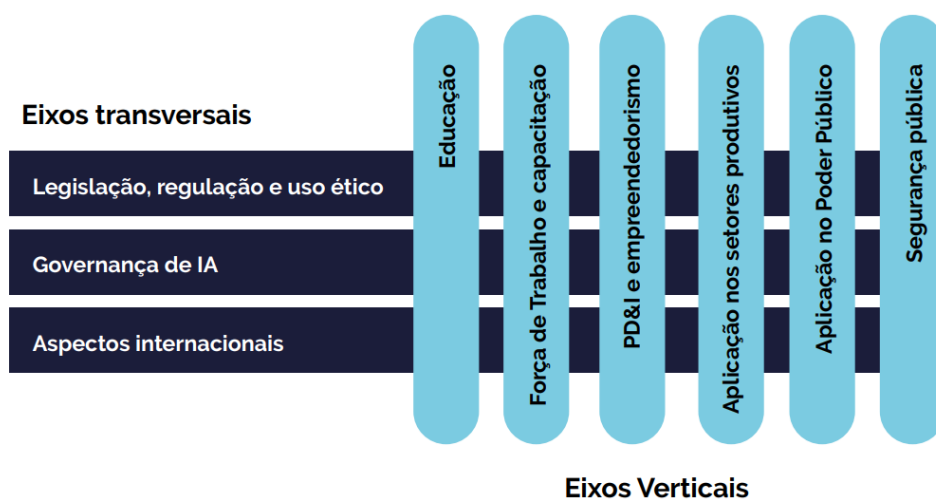 Eixos transversais
Legislação, regulação e uso ético
Governança de IA
Aspectos internacionais
Educação
Força de Trabalho e capacitação
PD&I e empreendedorismo
Aplicação nos setores produtivos
Aplicação no Poder Público
Segurança pública
Eixos Verticais